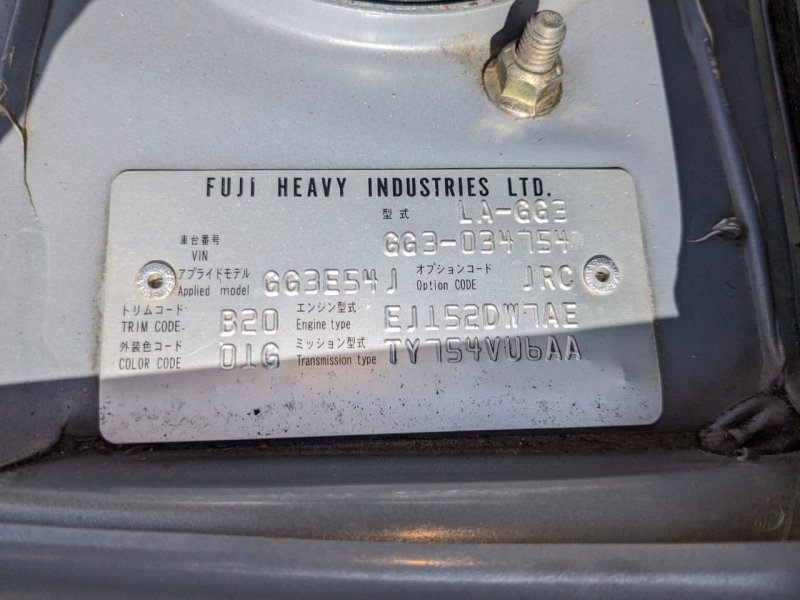 FUJI HEAVY INDUSTRIES LTD.
型式 LA-GG3
車台番号 VIN GG3-034754
アプライドモデル Applied model GG3E54J オプションコード Option CODE JRC
トリムコード TRIM CODE B20 エンジン型式 Engine type EJ152DW7AE
外装色コード COLOR CODE 01G ミッション型式 Transmission type TY754VU6AA